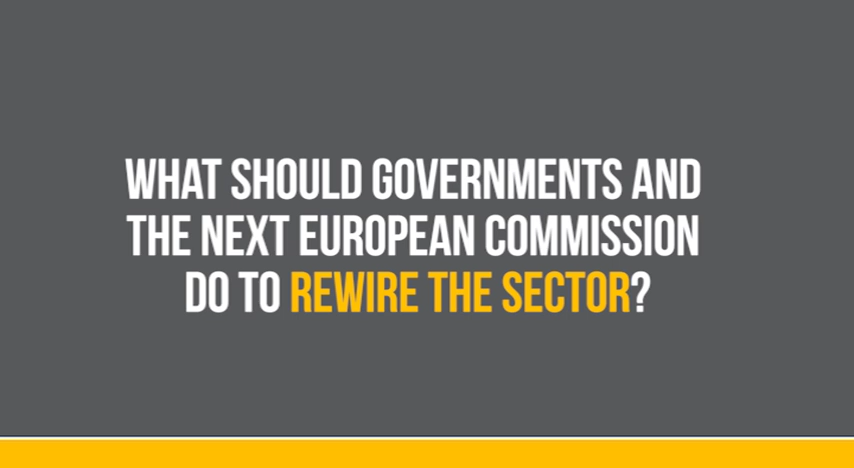 WHAT SHOULD GOVERNMENTS AND
THE NEXT EUROPEAN COMMISSION
DO TO REWIRE THE SECTOR?